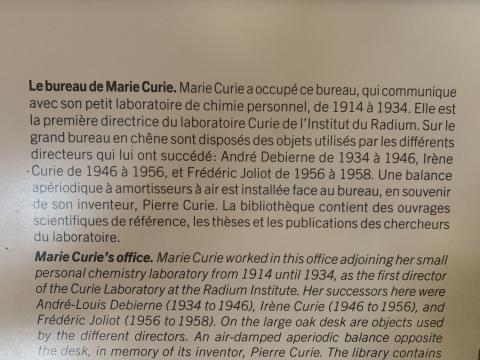 Le bureau de Marie Curie. Marie Curie a occupé ce bureau, qui communique
avec son petit laboratoire de chimie personnel, de 1914 à 1934. Elle est
la première directrice du laboratoire Curie de l'Institut du Radium. Sur le
grand bureau en chêne sont disposés des objets utilisés par les différents
directeurs qui lui ont succédé: André Debierne de 1934 à 1946, Irène
Curie de 1946 à 1956, et Frédéric Joliot de 1956 à 1958. Une balance
apériodique à amortisseurs à air est installée face au bureau, en souvenir
de son inventeur, Pierre Curie. La bibliothèque contient des ouvrages
scientifiques de référence, les thèses et les publications des chercheurs
du laboratoire.
Marie Curie's office. Marie Curie worked in this office adjoining her small
personal chemistry laboratory from 1914 until 1934, as the first director
of the Curie Laboratory at the Radium Institute. Her successors here were
André-Louis Debierne (1934 to 1946), Irène Curie (1946 to 1956), and
Frédéric Joliot (1956 to 1958). On the large oak desk are objects used
by the different directors. An air-damped aperiodic balance opposite
the desk, in memory of its inventor, Pierre Curie. The library contains